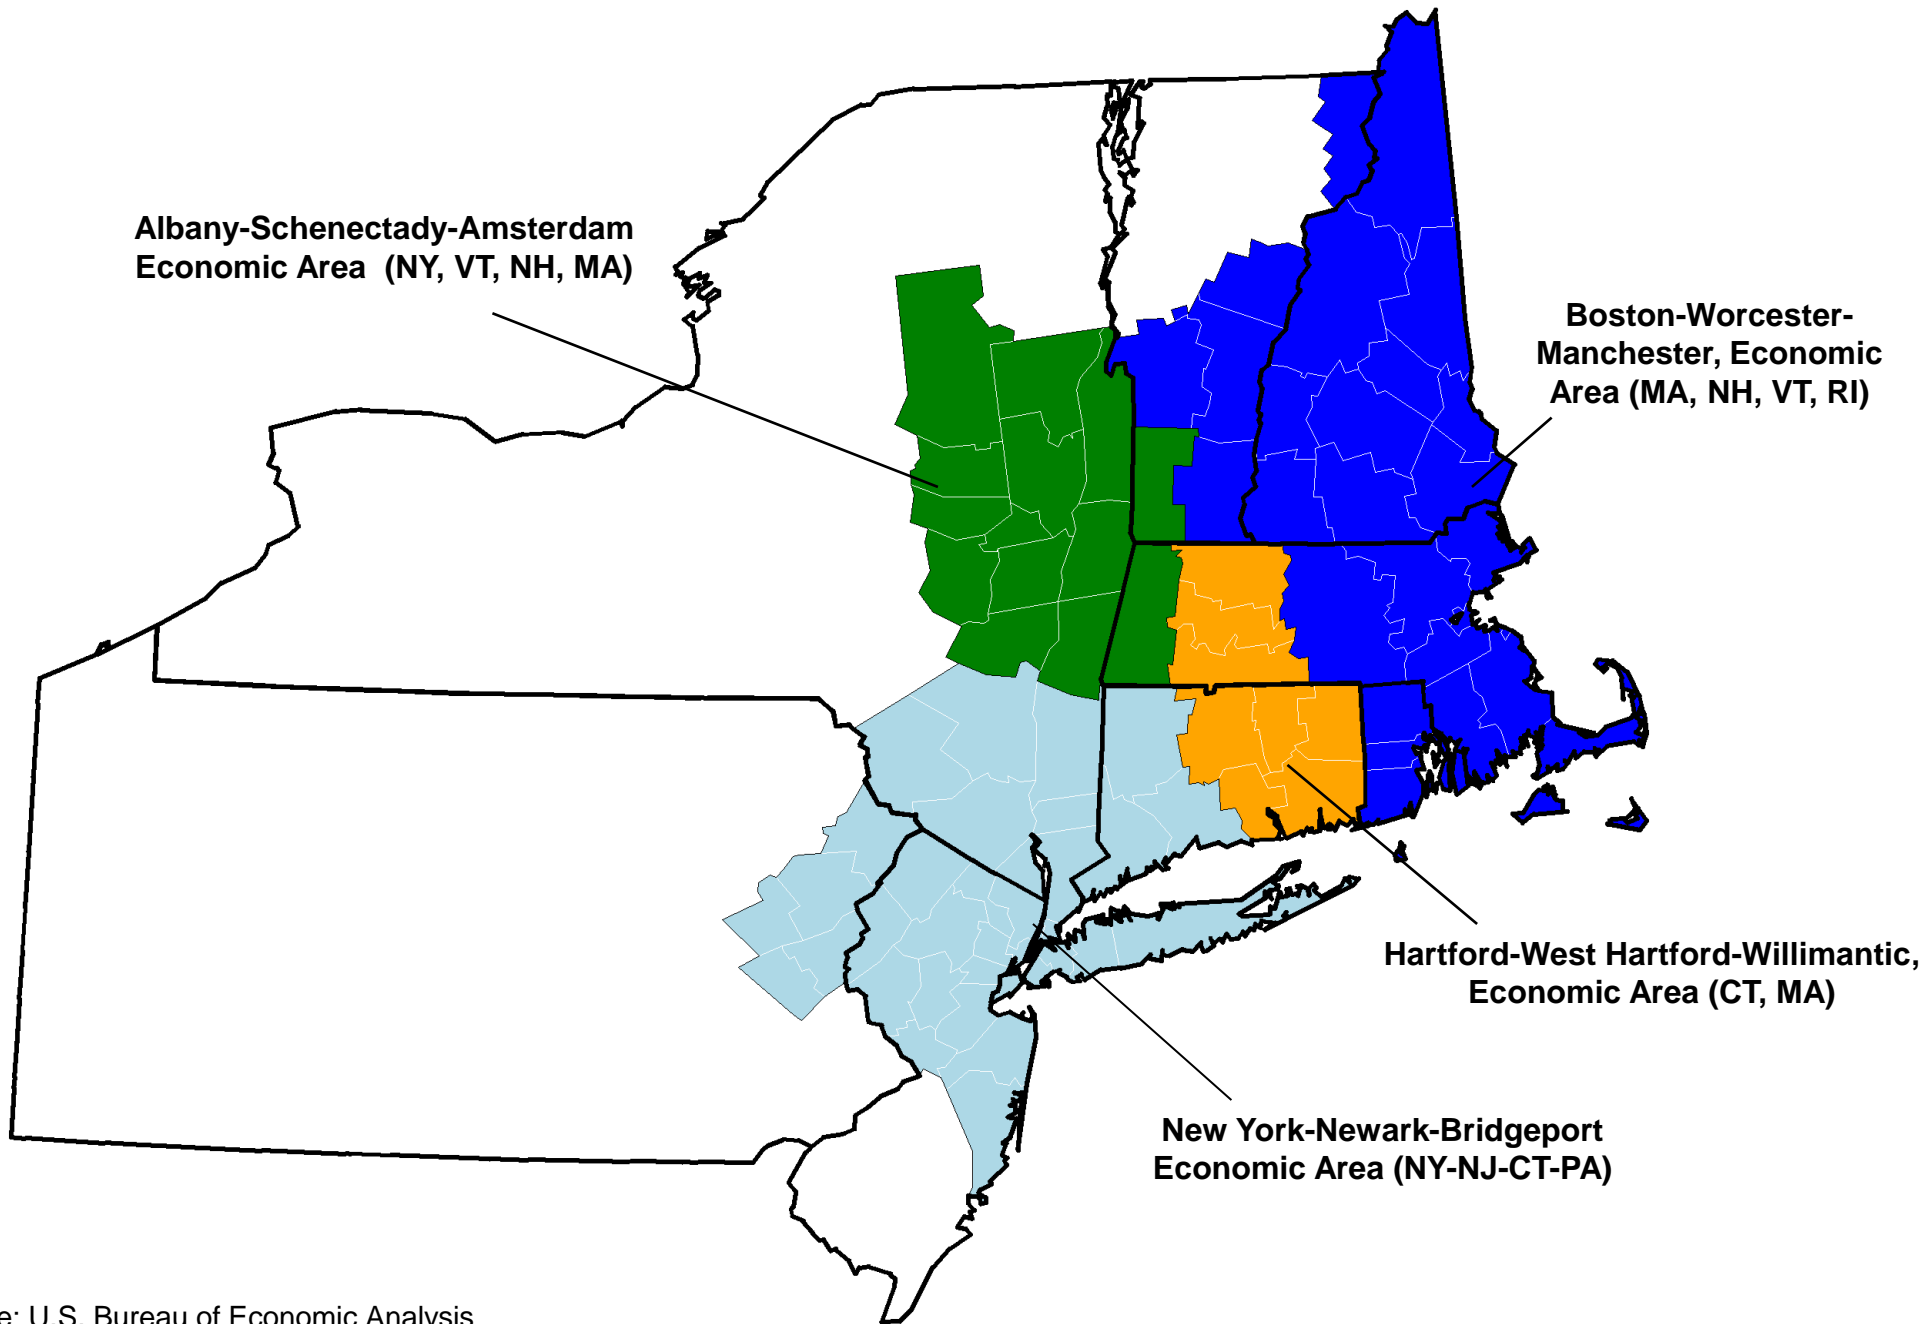 Albany-Schenectady-Amsterdam
Economic Area (NY, VT, NH, MA)
Boston-Worcester-
Manchester, Economic
Area (MA, NH, VT, RI)
Hartford-West Hartford-Willimantic,
Economic Area (CT, MA)
New York-Newark-Bridgeport
Economic Area (NY-NJ-CT-PA)
U.S. Bureau of Economic Analysis